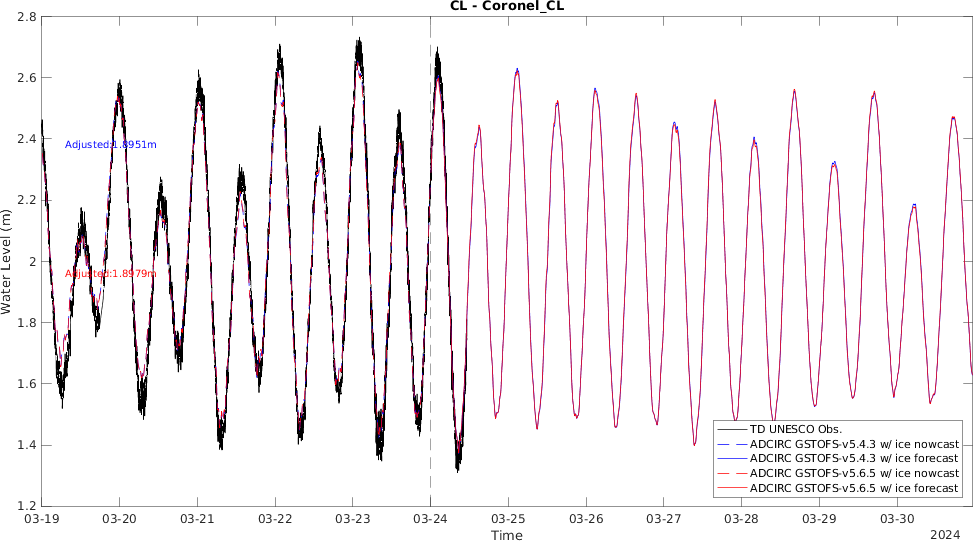 CL - Coronel_CL
2.8
2.6
2.4
2.2
2
1.8
1.6
1.4
1.2
Water Level (m)
Adjusted:1.8951m
Adjusted:1.8979m
TD UNESCO Obs.
ADCIRC GSTOFS-v5.4.3 w/ ice nowcast
ADCIRC GSTOFS-v5.4.3 w/ ice forecast
ADCIRC GSTOFS-v5.6.5 w/ ice nowcast
ADCIRC GSTOFS-v5.6.5 w/ ice forecast
03-19 03-20 03-21 03-22 03-23 03-24 03-25 03-26 03-27 03-28 03-29 03-30
Time
2024